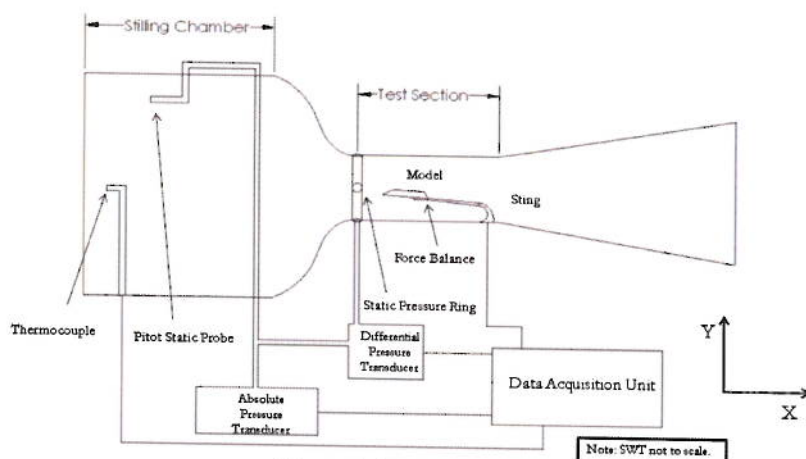 Stilling Chamber
Test Section
Model
Sting
Force Balance
Static Pressure Ring
Thermocouple
Pitot Static Probe
Differential
Pressure
Transducer
Absolute
Pressure
Transducer
Data Acquisition Unit
Y
X
Note: SWT not to scale.